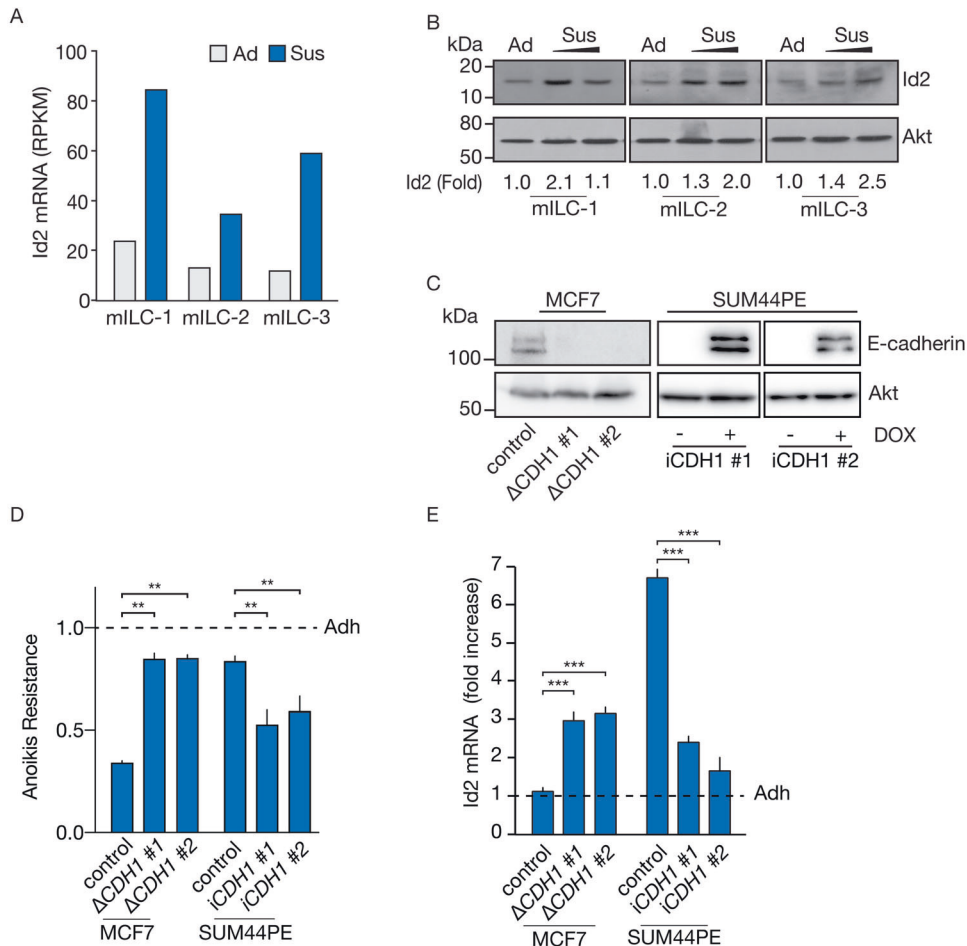 A
100
80
60
40
20
0
Id2 mRNA (RPKM)
Ad Sus
mILC-1 mILC-2 mILC-3
B
kDa Ad Sus Ad Sus Ad Sus
20
10
Id2
80
50
Akt
Id2 (Fold) 1.0 2.1 1.1 1.0 1.3 2.0 1.0 1.4 2.5
mILC-1 mILC-2 mILC-3
C
MCF7 SUM44PE
kDa
100
E-cadherin
50
Akt
control ΔCDH1 #1 ΔCDH1 #2
- + - + DOX
iCDH1 #1 iCDH1 #2
D
Anoikis Resistance
1.0
0.5
0.0
** ** ** **
Adh
control ΔCDH1 #1 ΔCDH1 #2 control iCDH1 #1 iCDH1 #2
MCF7 SUM44PE
E
Id2 mRNA (fold increase)
7
6
5
4
3
2
1
0
*** *** *** ***
Adh
control ΔCDH1 #1 ΔCDH1 #2 control iCDH1 #1 iCDH1 #2
MCF7 SUM44PE